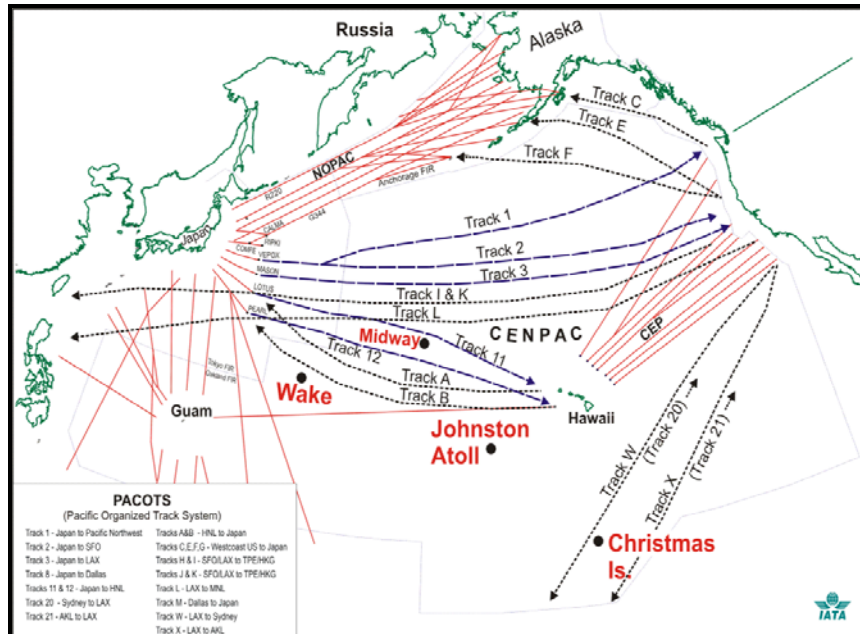 Russia
Alaska
Track C
Track E
Track F
NOPAC
R220
Anchorage FIR
G344
CALMA
Japan
RIPKI
COMFE
VEPOX
MASON
LOTUS
PEARL
Track 1
Track 2
Track 3
Track I & K
Track L
CENPAC
CEP
Midway
Track 11
Track 12
Track A
Track B
Tokyo FIR
Oakland FIR
Wake
Guam
Hawaii
Johnston
Atoll
Track W
(Track 20)
Track X
(Track 21)
Christmas
Is.
PACOTS
(Pacific Organized Track System)
Track 1 - Japan to Pacific Northwest
Track 2 - Japan to SFO
Track 3 - Japan to LAX
Track 8 - Japan to Dallas
Tracks 11 & 12 - Japan to HNL
Track 20 - Sydney to LAX
Track 21 - AKL to LAX
Tracks A&B - HNL to Japan
Tracks C,E,F,G - Westcoast US to Japan
Tracks H & I - SFO/LAX to TPE/HKG
Tracks J & K - SFO/LAX to TPE/HKG
Track L - LAX to MNL
Track M - Dallas to Japan
Track W - LAX to Sydney
Track X - LAX to AKL
IATA